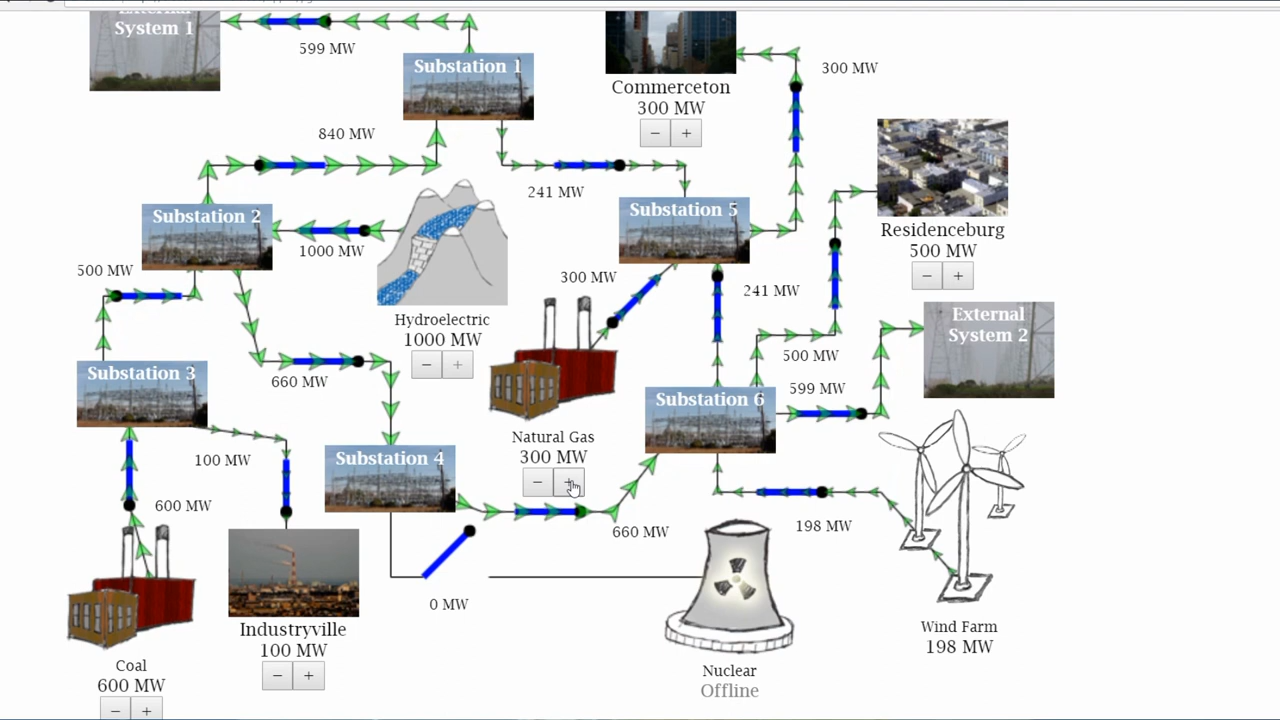 System 1
599 MW
Substation 1
Commerceton
300 MW
− +
300 MW
840 MW
241 MW
Substation 2
1000 MW
Substation 5
Residenceburg
500 MW
− +
500 MW
300 MW
241 MW
Hydroelectric
1000 MW
− +
External
System 2
660 MW
500 MW
599 MW
Substation 3
Substation 6
100 MW
Substation 4
Natural Gas
300 MW
− +
600 MW
660 MW
198 MW
0 MW
Industryville
100 MW
− +
Wind Farm
198 MW
Coal
600 MW
− +
Nuclear
Offline